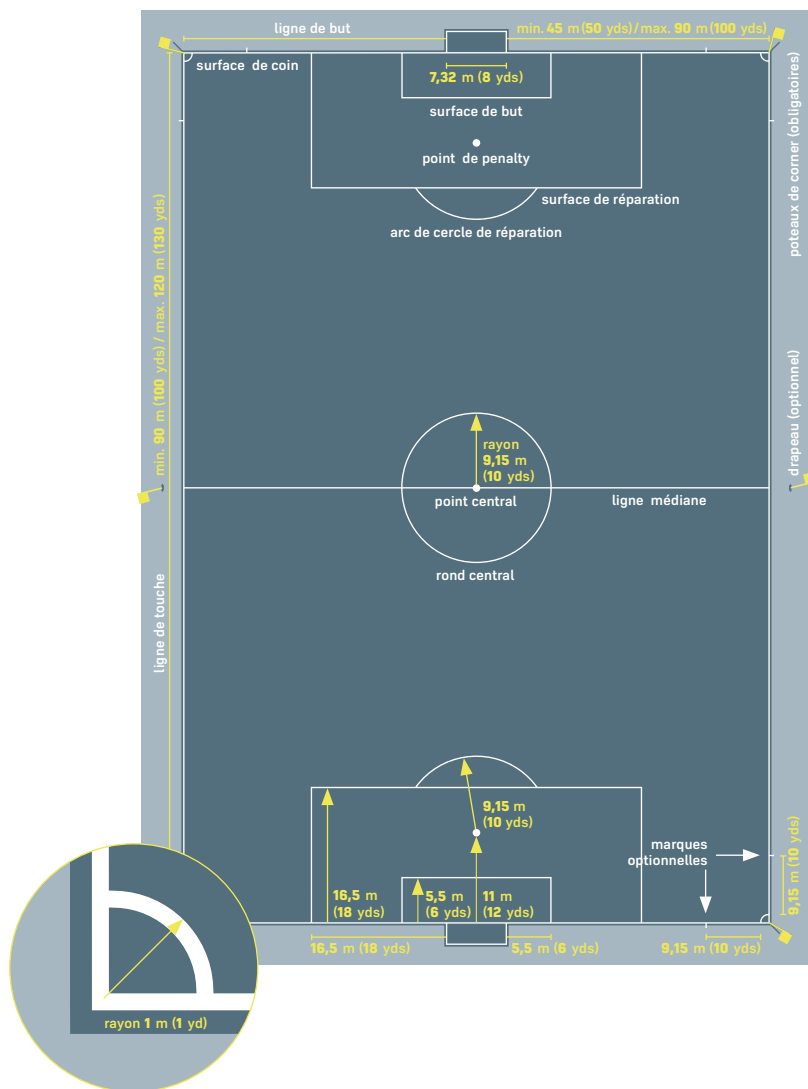 ligne de but
min. 45 m (50 yds)/max. 90 m (100 yds)
surface de coin
7,32 m (8 yds)
surface de but
point de penalty
surface de réparation
arc de cercle de réparation
poteaux de corner (obligatoires)
min. 90 m (100 yds) / max. 120 m (130 yds)
drapeau (optionnel)
rayon
9,15 m
(10 yds)
point central
ligne médiane
rond central
ligne de touche
9,15 m
(10 yds)
marques
optionnelles
9,15 m (10 yds)
16,5 m
(18 yds)
5,5 m
(6 yds)
11 m
(12 yds)
16,5 m (18 yds)
5,5 m (6 yds)
9,15 m (10 yds)
rayon 1 m (1 yd)